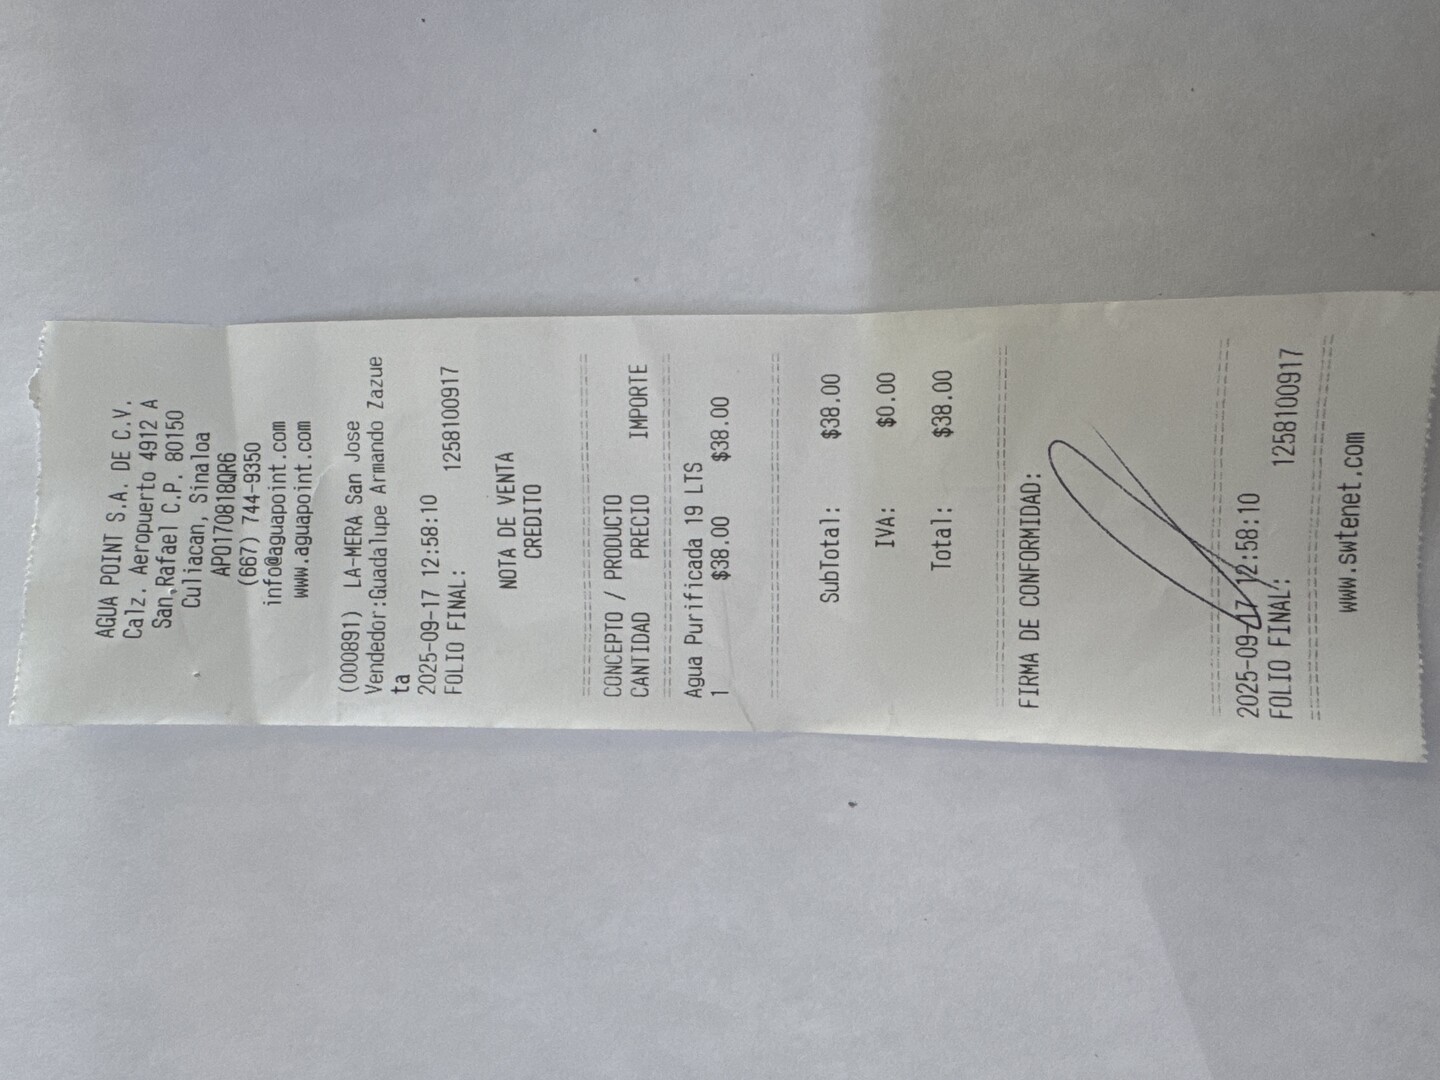 AGUA POINT S.A. DE C.V.
Calz. Aeropuerto 4912 A
San Rafael C.P. 80150
Culiacan, Sinaloa
APO170818QR6
(667) 744-9350
info@aguapoint.com
www.aguapoint.com
(000891) LA-MERA San Jose
Vendedor:Guadalupe Armando Zazue
ta
2025-09-17 12:58:10
FOLIO FINAL: 1258100917
NOTA DE VENTA
CREDITO
================================
CONCEPTO / PRODUCTO
CANTIDAD PRECIO IMPORTE
================================
Agua Purificada 19 LTS
1 $38.00 $38.00
================================
SubTotal: $38.00
IVA: $0.00
Total: $38.00
================================
FIRMA DE CONFORMIDAD:
================================
2025-09-17 12:58:10
FOLIO FINAL: 1258100917
================================
www.swtenet.com